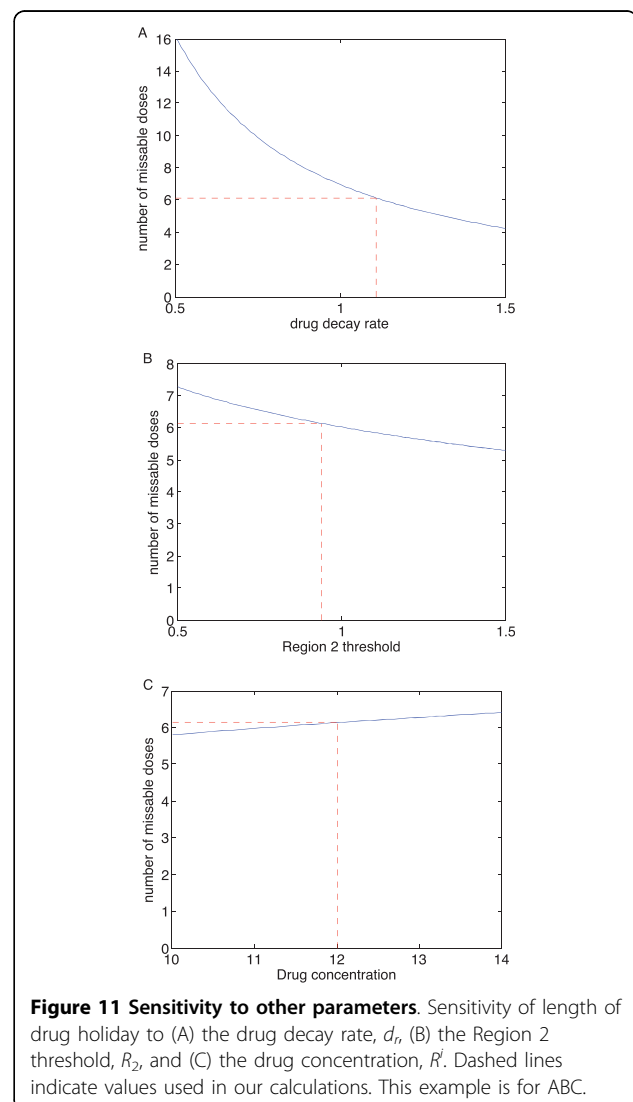 A
16
14
12
10
8
6
4
2
0
number of missable doses
0.5
1
1.5
drug decay rate
B
8
7
6
5
4
3
2
1
0
number of missable doses
0.5
1
1.5
Region 2 threshold
C
7
6
5
4
3
2
1
0
number of missable doses
10
11
12
13
14
Drug concentration
Figure 11 Sensitivity to other parameters. Sensitivity of length of
drug holiday to (A) the drug decay rate, dr, (B) the Region 2
threshold, R2, and (C) the drug concentration, Ri. Dashed lines
indicate values used in our calculations. This example is for ABC.